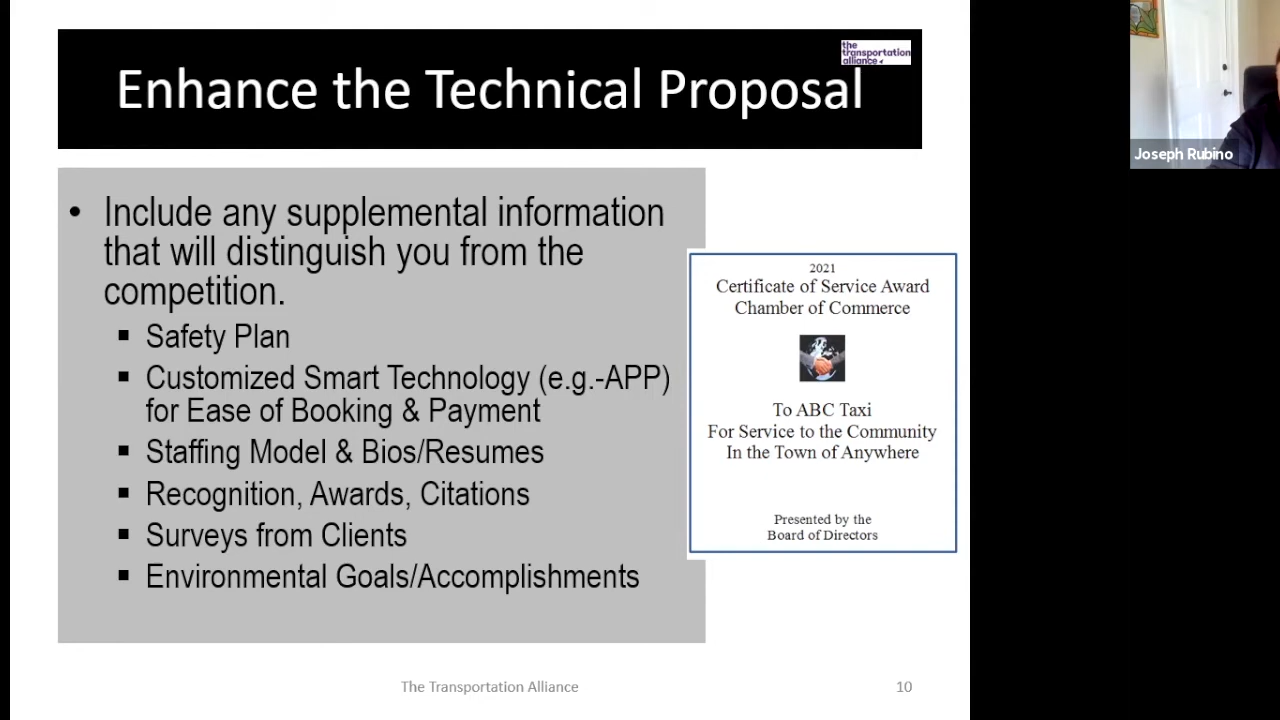 the
transportation
alliance
Enhance the Technical Proposal
Joseph Rubino
• Include any supplemental information
that will distinguish you from the
competition.
▪ Safety Plan
▪ Customized Smart Technology (e.g.-APP)
for Ease of Booking & Payment
▪ Staffing Model & Bios/Resumes
▪ Recognition, Awards, Citations
▪ Surveys from Clients
▪ Environmental Goals/Accomplishments
2021
Certificate of Service Award
Chamber of Commerce
To ABC Taxi
For Service to the Community
In the Town of Anywhere
Presented by the
Board of Directors
The Transportation Alliance
10